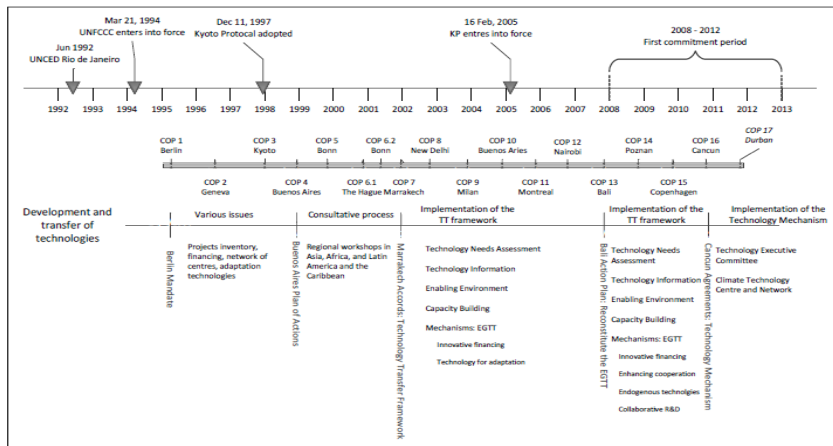 Mar 21, 1994
UNFCCC enters into force
Dec 11, 1997
Kyoto Protocal adopted
16 Feb, 2005
KP entres into force
2008 - 2012
First commitment period
Jun 1992
UNCED Rio de Janeiro
1992 1993 1994 1995 1996 1997 1998 1999 2000 2001 2002 2003 2004 2005 2006 2007 2008 2009 2010 2011 2012 2013
COP 1
Berlin
COP 3
Kyoto
COP 5
Bonn
COP 6.2
Bonn
COP 8
New Delhi
COP 10
Buenos Aries
COP 12
Nairobi
COP 14
Poznan
COP 16
Cancun
COP 17
Durban
COP 2
Geneva
COP 4
Buenos Aires
COP 6.1
The Hague
COP 7
Marrakech
COP 9
Milan
COP 11
Montreal
COP 13
Bali
COP 15
Copenhagen
Development and
transfer of
technologies
Various issues
Consultative process
Implementation of the
TT framework
Implementation of the
TT framework
Implementation of the
Technology Mechanism
Berlin Mandate
Projects inventory,
financing, network of
centres, adaptation
technologies
Buenos Aires Plan of Actions
Regional workshops in
Asia, Africa, and Latin
America and the
Caribbean
Marrakech Accords: Technology Transfer Framework
Technology Needs Assessment
Technology Information
Enabling Environment
Capacity Building
Mechanisms: EGTT
Innovative financing
Technology for adaptation
Bali Action Plan: Reconstitute the EGTT
Technology Needs
Assessment
Technology Information
Enabling Environment
Capacity Building
Mechanisms: EGTT
Innovative financing
Enhancing cooperation
Endogenous technolgies
Collaborative R&D
Cancun Agreements: Technology Mechanism
Technology Executive
Committee
Climate Technology
Centre and Network